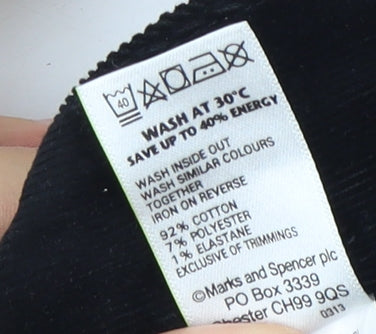 40
WASH AT 30°C
SAVE UP TO 40% ENERGY
WASH INSIDE OUT
WASH SIMILAR COLOURS
TOGETHER
IRON ON REVERSE
92% COTTON
7% POLYESTER
1% ELASTANE
EXCLUSIVE OF TRIMMINGS
©Marks and Spencer plc
PO Box 3339
Chester CH99 9QS
0313